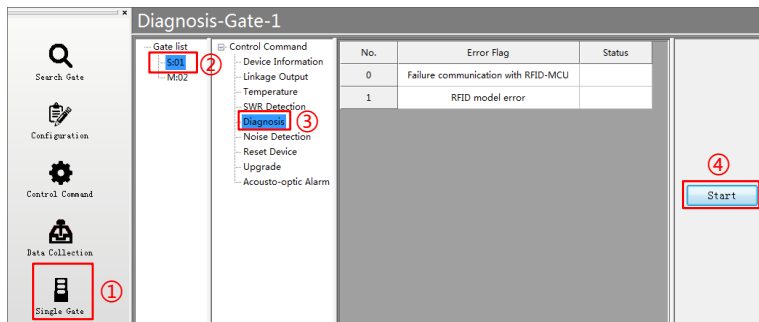 Diagnosis-Gate-1
Search Gate
Configuration
Control Command
Data Collection
Single Gate
①
Gate list
S:01
②
M:02
Control Command
Device Information
Linkage Output
Temperature
SWR Detection
Diagnosis
③
Noise Detection
Reset Device
Upgrade
Acousto-optic Alarm
No. Error Flag Status
0 Failure communication with RFID-MCU
1 RFID model error
④
Start